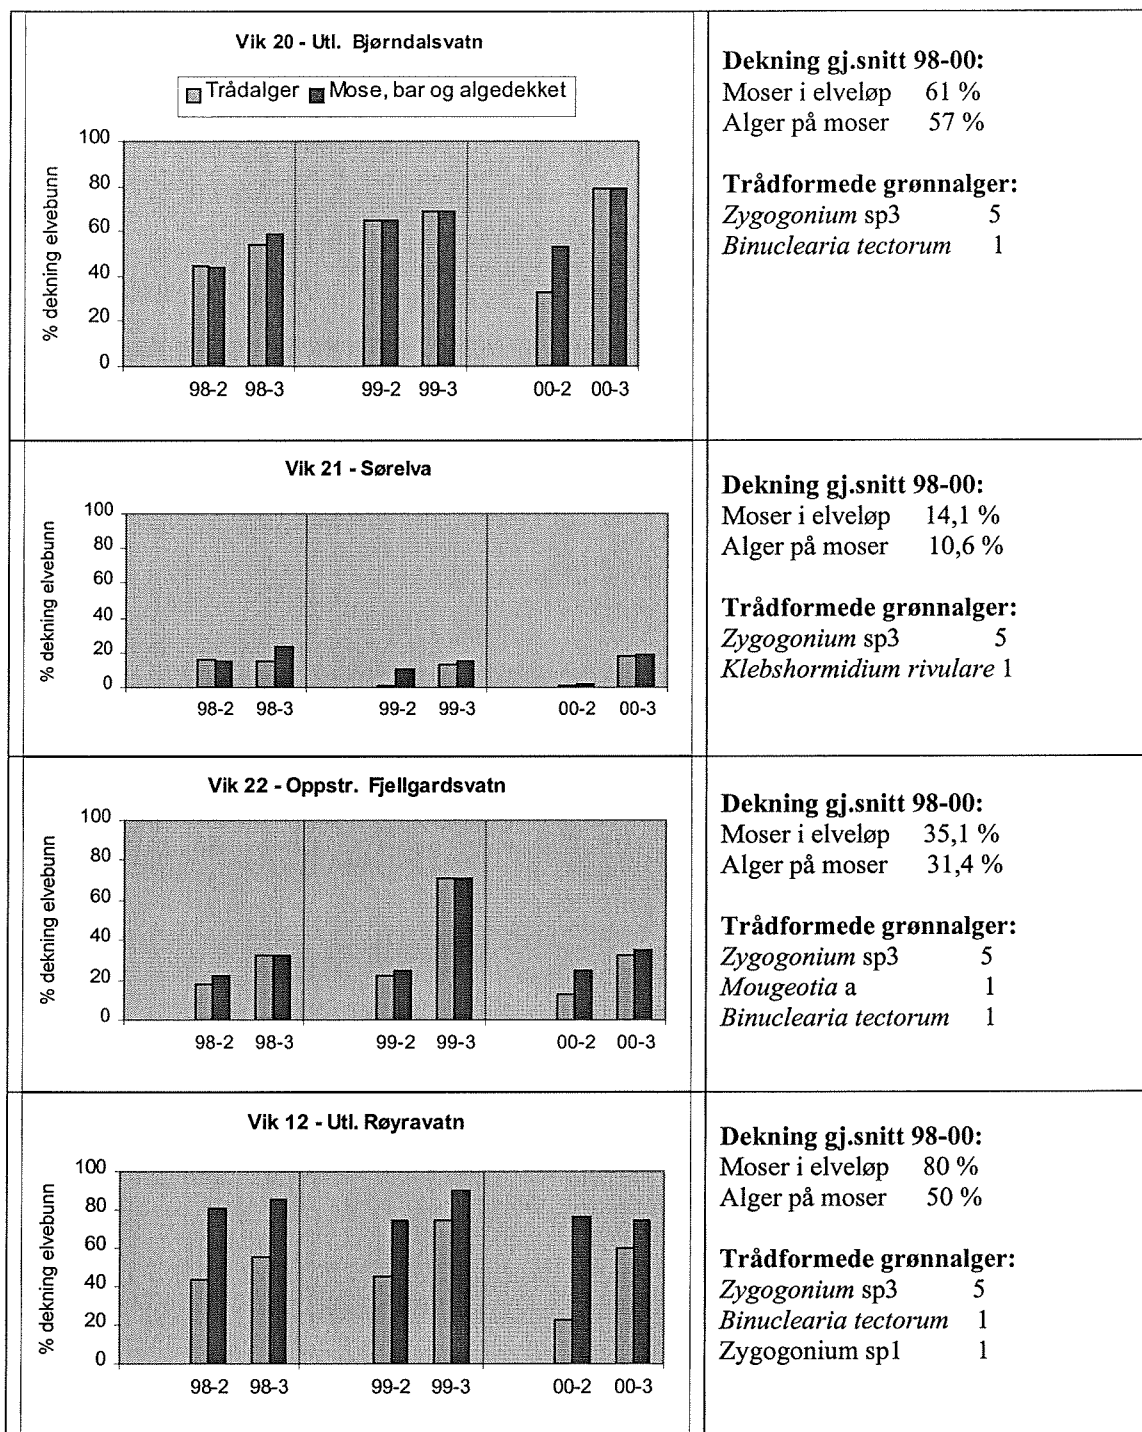 Vik 20 - Utl. Bjørndalsvatn
Trådalger Mose, bar og algedekket
% dekning elvebunn
100
80
60
40
20
0
98-2 98-3 99-2 99-3 00-2 00-3
Dekning gj.snitt 98-00:
Moser i elveløp 61 %
Alger på moser 57 %
Trådformede grønnalger:
Zygogonium sp3 5
Binuclearia tectorum 1
Vik 21 - Sørelva
% dekning elvebunn
100
80
60
40
20
0
98-2 98-3 99-2 99-3 00-2 00-3
Dekning gj.snitt 98-00:
Moser i elveløp 14,1 %
Alger på moser 10,6 %
Trådformede grønnalger:
Zygogonium sp3 5
Klebshormidium rivulare 1
Vik 22 - Oppstr. Fjellgardsvatn
% dekning elvebunn
100
80
60
40
20
0
98-2 98-3 99-2 99-3 00-2 00-3
Dekning gj.snitt 98-00:
Moser i elveløp 35,1 %
Alger på moser 31,4 %
Trådformede grønnalger:
Zygogonium sp3 5
Mougeotia a 1
Binuclearia tectorum 1
Vik 12 - Utl. Røyravatn
% dekning elvebunn
100
80
60
40
20
0
98-2 98-3 99-2 99-3 00-2 00-3
Dekning gj.snitt 98-00:
Moser i elveløp 80 %
Alger på moser 50 %
Trådformede grønnalger:
Zygogonium sp3 5
Binuclearia tectorum 1
Zygogonium sp1 1